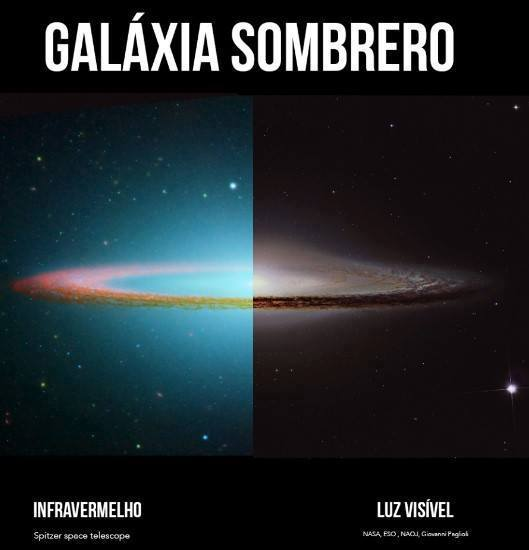 GALÁXIA SOMBRERO
INFRAVERMELHO
LUZ VISÍVEL
Spitzer space telescope
NASA, ESO , NAOJ, Giovanni Paglioli